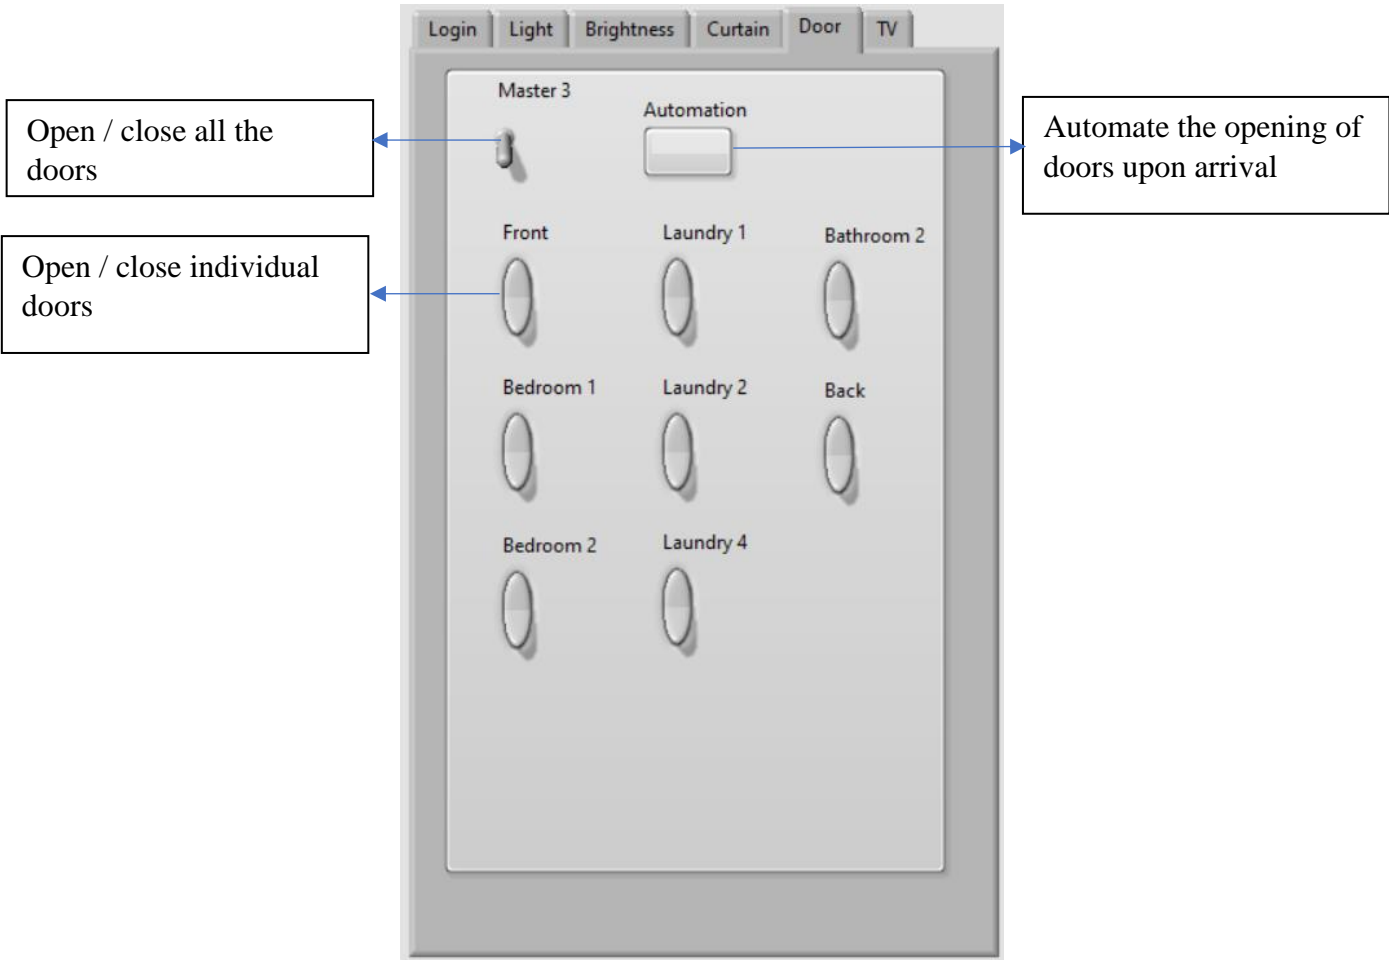 Login Light Brightness Curtain Door TV
Master 3
Automation
Open / close all the
doors
Automate the opening of
doors upon arrival
Front Laundry 1 Bathroom 2
Open / close individual
doors
Bedroom 1 Laundry 2 Back
Bedroom 2 Laundry 4